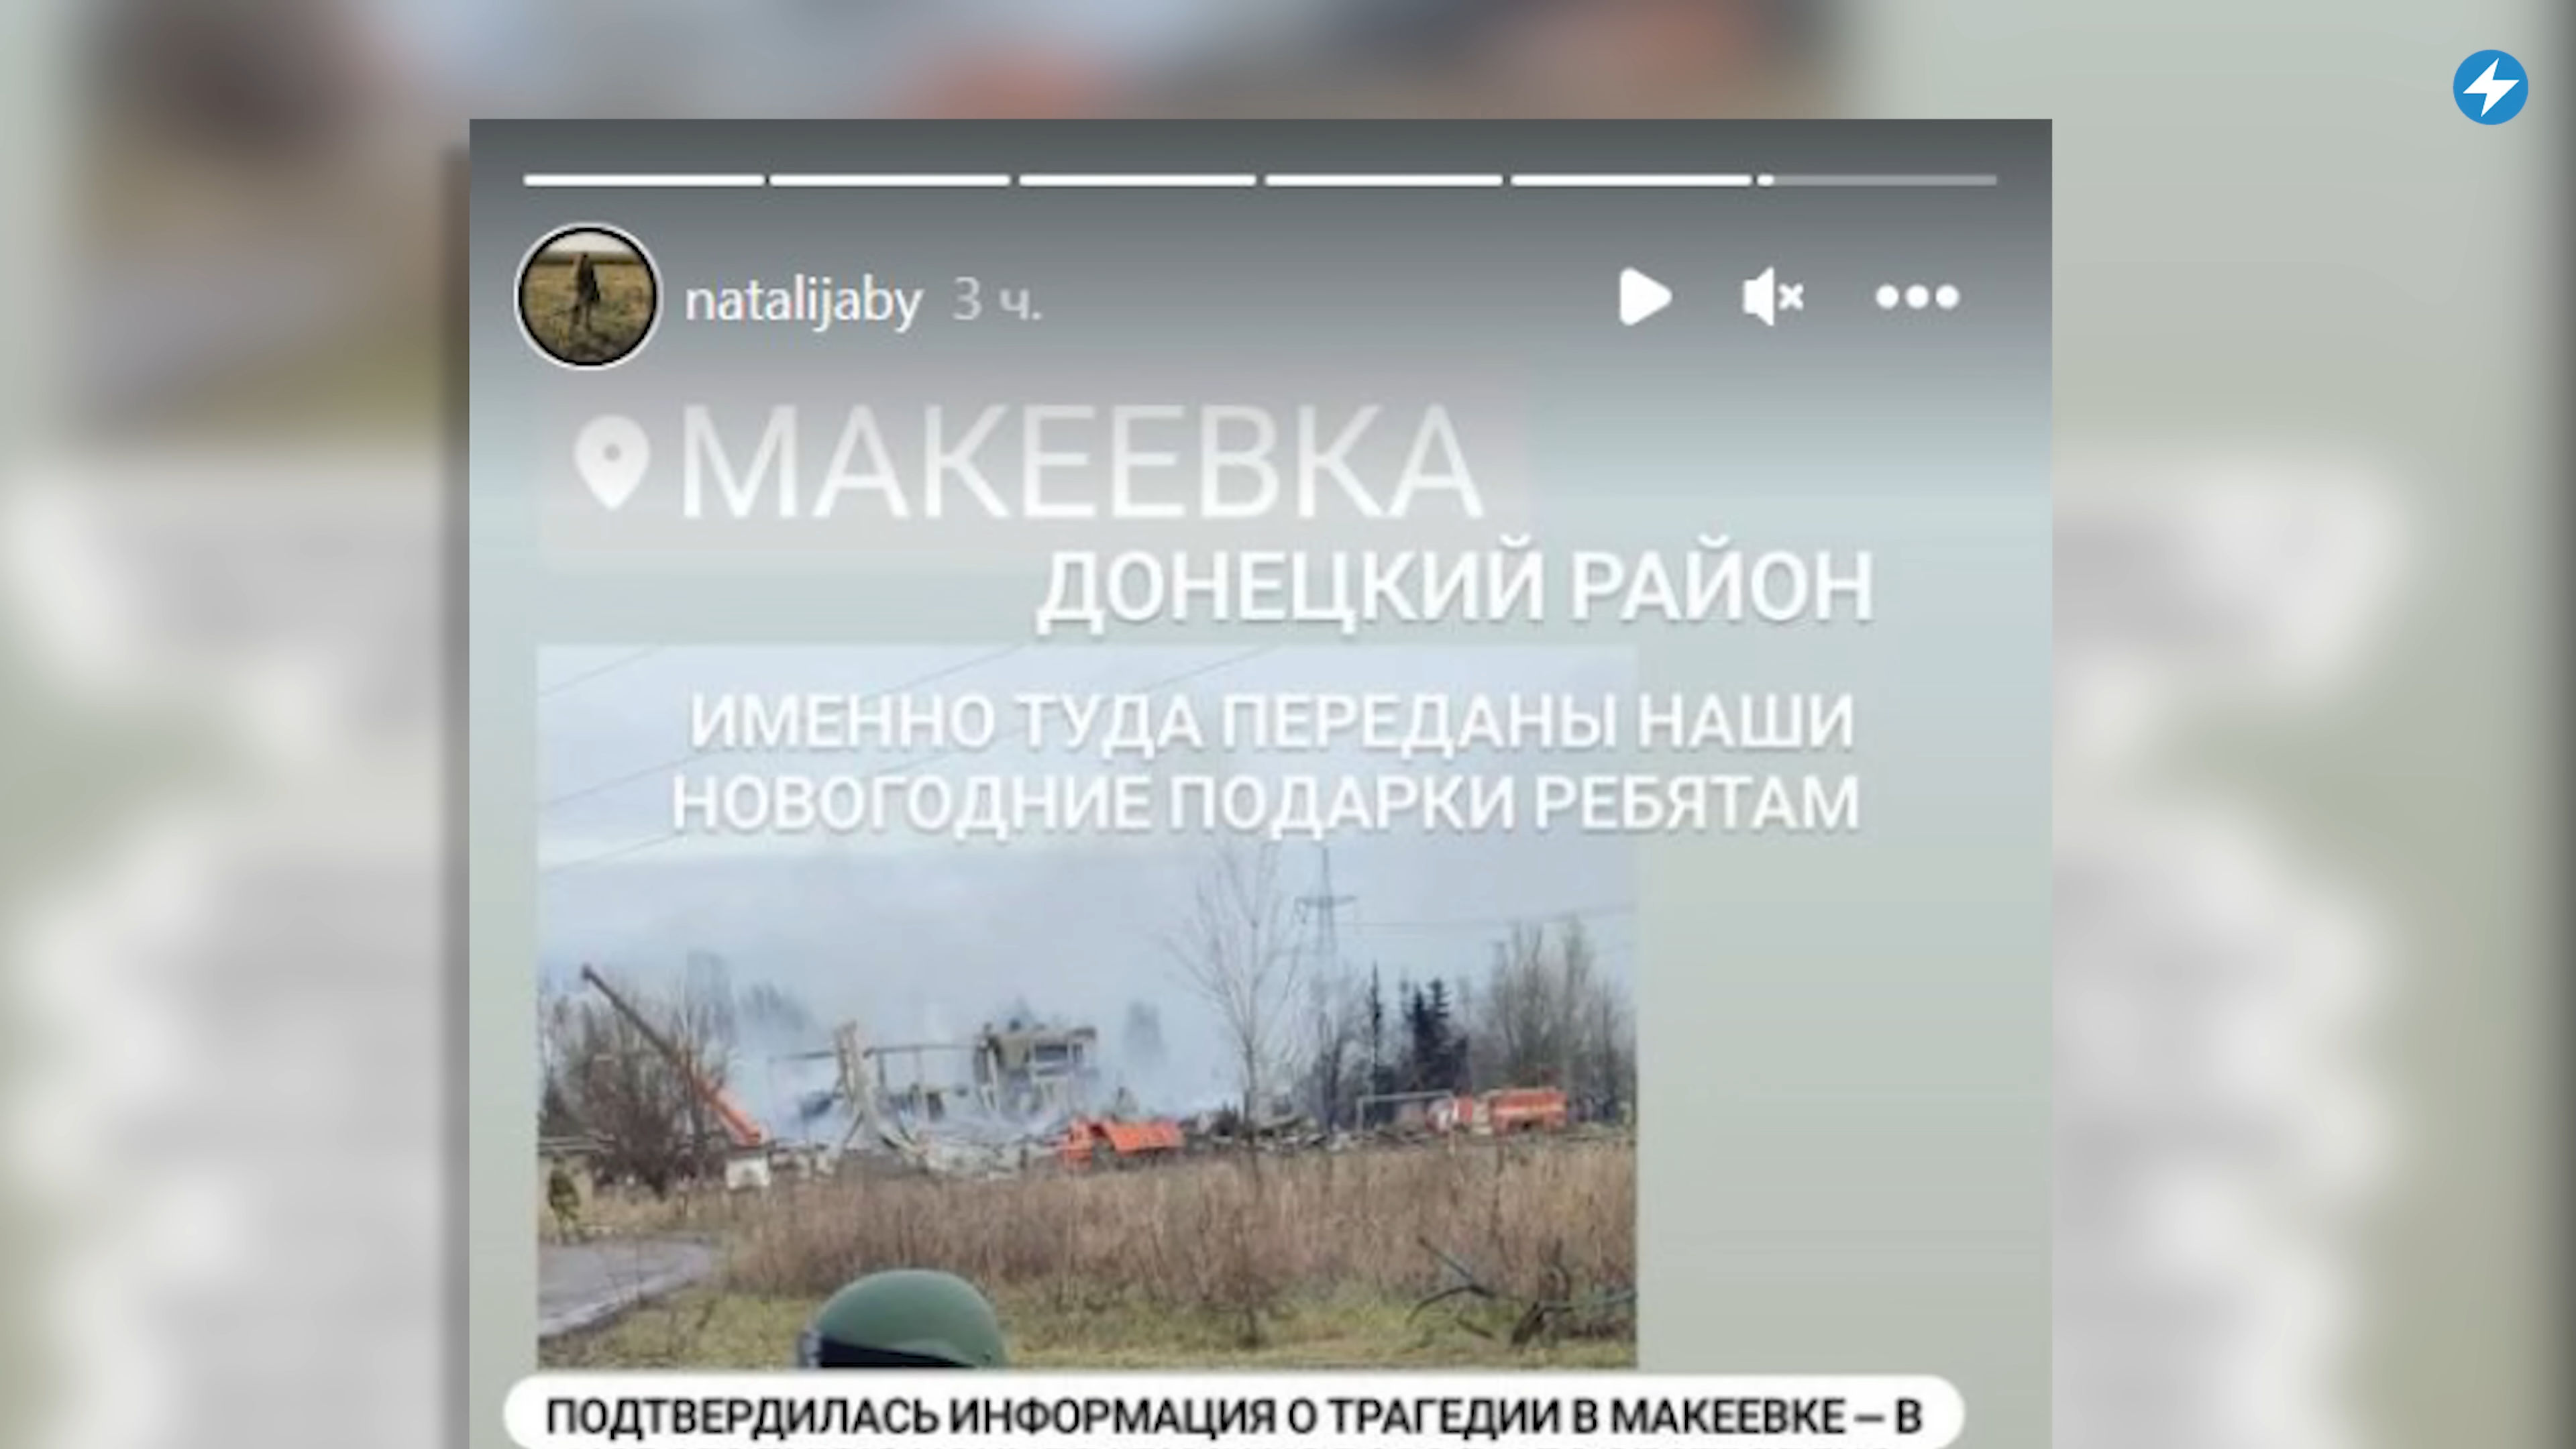 natalijaby 3 ч.
МАКЕЕВКА
ДОНЕЦКИЙ РАЙОН
ИМЕННО ТУДА ПЕРЕДАНЫ НАШИ
НОВОГОДНИЕ ПОДАРКИ РЕБЯТАМ
ПОДТВЕРДИЛАСЬ ИНФОРМАЦИЯ О ТРАГЕДИИ В МАКЕЕВКЕ – В